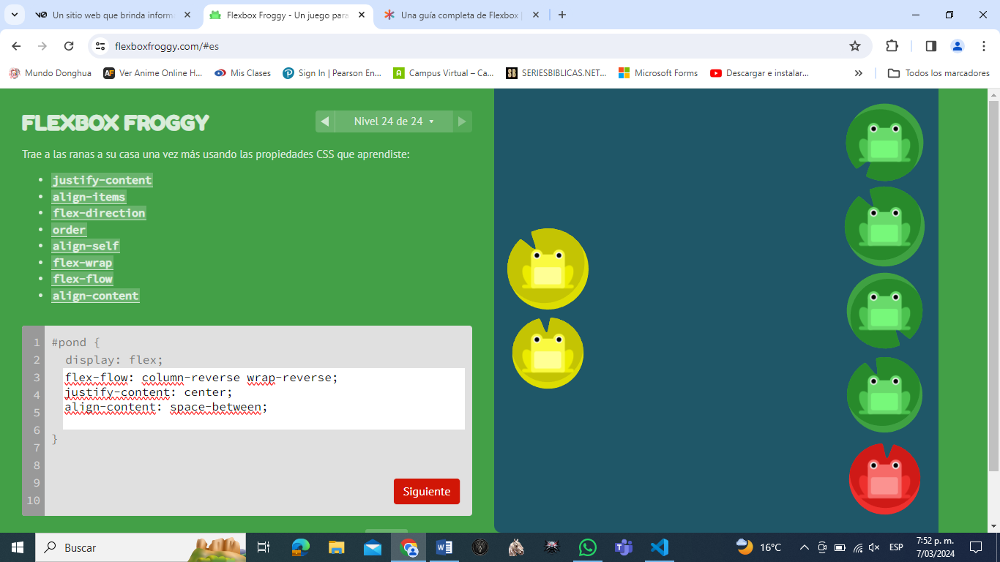 Un sitio web que brinda inform
Flexbox Froggy - Un juego para
Una guía completa de Flexbox |
flexboxfroggy.com/#es
Mundo Donghua
Ver Anime Online H...
Mis Clases
Sign In | Pearson En...
Campus Virtual – Ca...
SERIESBIBLICAS.NET...
Microsoft Forms
Descargar e instalar...
Todos los marcadores
FLEXBOX FROGGY
Nivel 24 de 24
Trae a las ranas a su casa una vez más usando las propiedades CSS que aprendiste:
justify-content
align-items
flex-direction
order
align-self
flex-wrap
flex-flow
align-content
1 #pond {
2 display: flex;
3 flex-flow: column-reverse wrap-reverse;
4 justify-content: center;
5 align-content: space-between;
6
7 }
8
9
10
Siguiente
Buscar
16°C
ESP
7:52 p. m.
7/03/2024